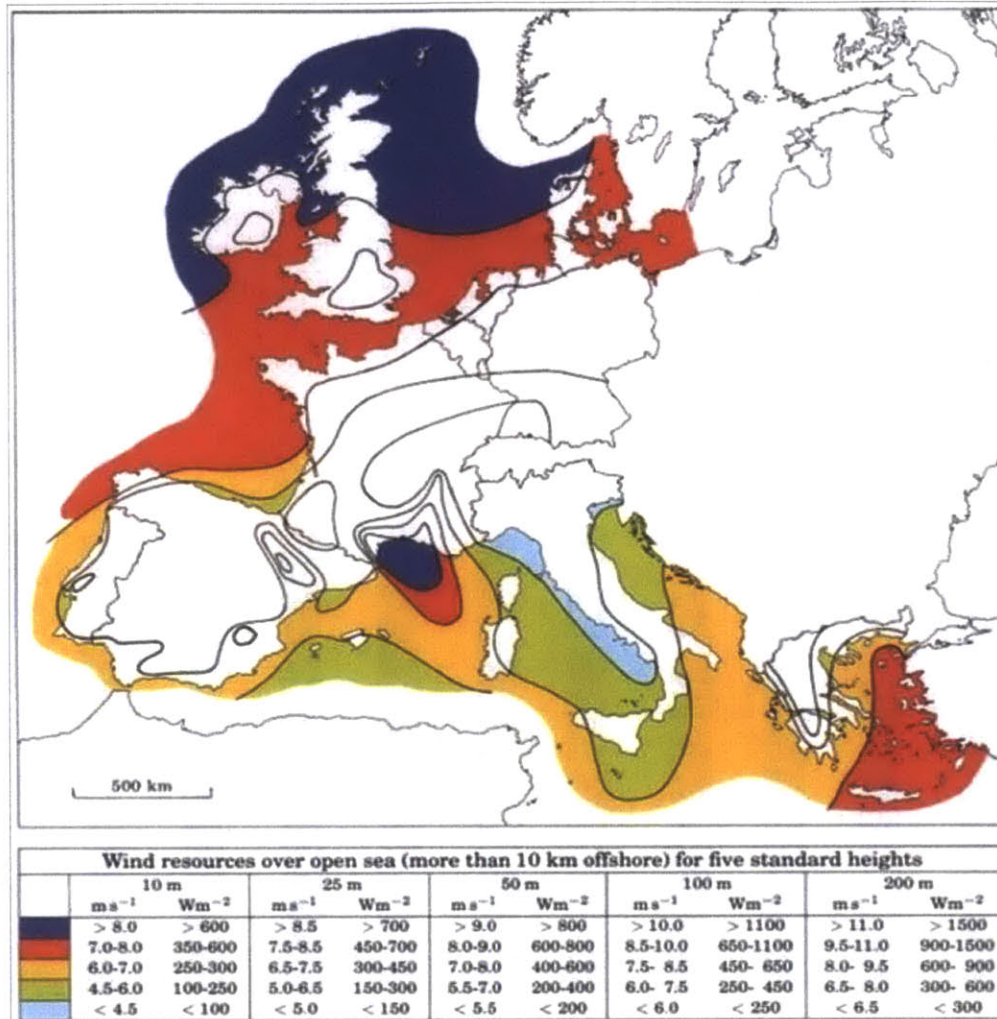 500 km
Wind resources over open sea (more than 10 km offshore) for five standard heights
10 m 25 m 50 m 100 m 200 m
m s⁻¹ Wm⁻² m s⁻¹ Wm⁻² m s⁻¹ Wm⁻² m s⁻¹ Wm⁻² m s⁻¹ Wm⁻²
> 8.0 > 600 > 8.5 > 700 > 9.0 > 800 > 10.0 > 1100 > 11.0 > 1500
7.0-8.0 350-600 7.5-8.5 450-700 8.0-9.0 600-800 8.5-10.0 650-1100 9.5-11.0 900-1500
6.0-7.0 250-300 6.5-7.5 300-450 7.0-8.0 400-600 7.5- 8.5 450- 650 8.0- 9.5 600- 900
4.5-6.0 100-250 5.0-6.5 150-300 5.5-7.0 200-400 6.0- 7.5 250- 450 6.5- 8.0 300- 600
< 4.5 < 100 < 5.0 < 150 < 5.5 < 200 < 6.0 < 250 < 6.5 < 300